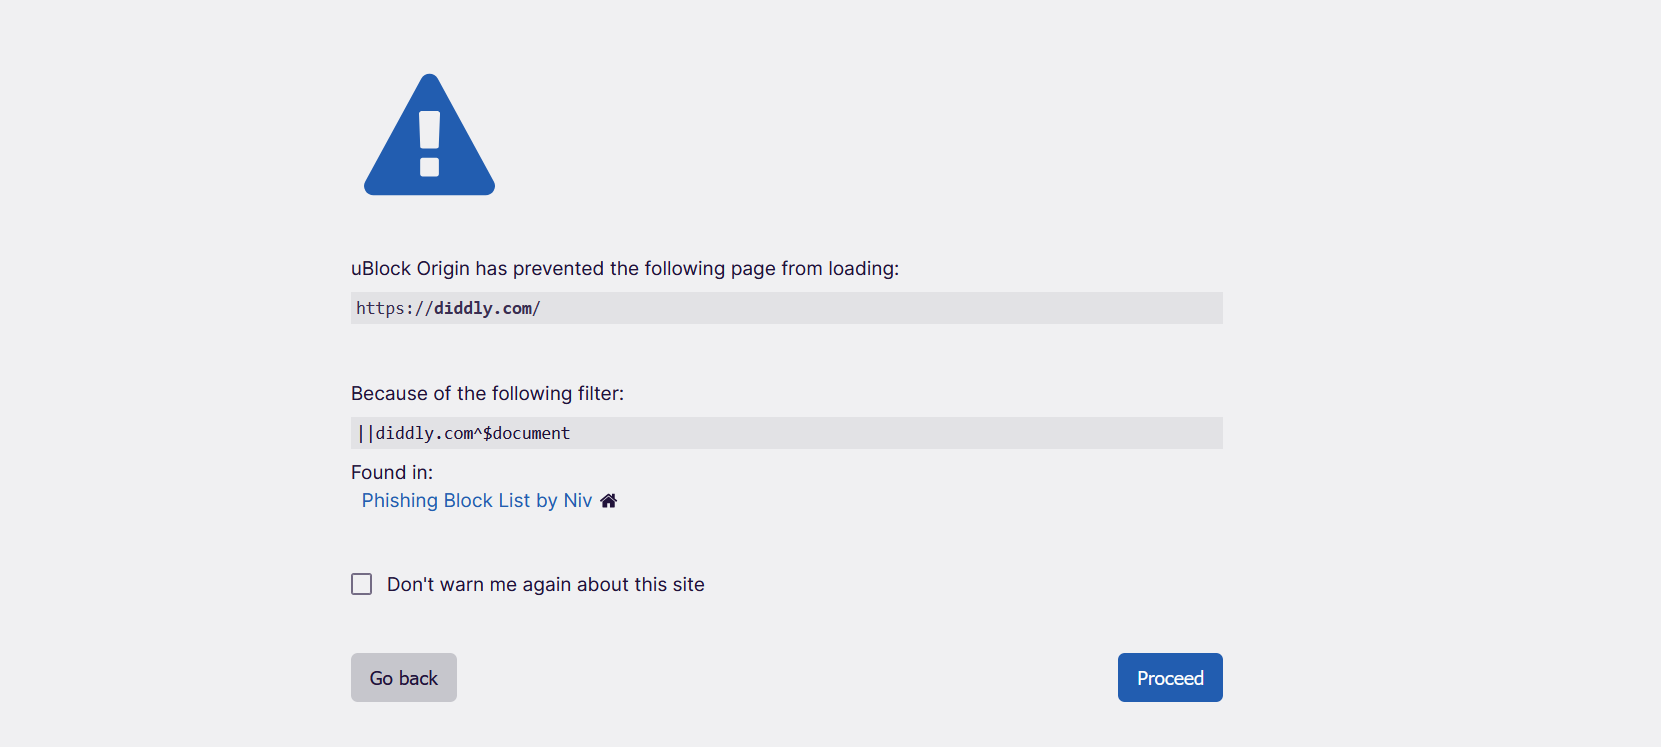 uBlock Origin has prevented the following page from loading:
https://diddly.com/
Because of the following filter:
||diddly.com^$document
Found in:
Phishing Block List by Niv
Don't warn me again about this site
Go back
Proceed